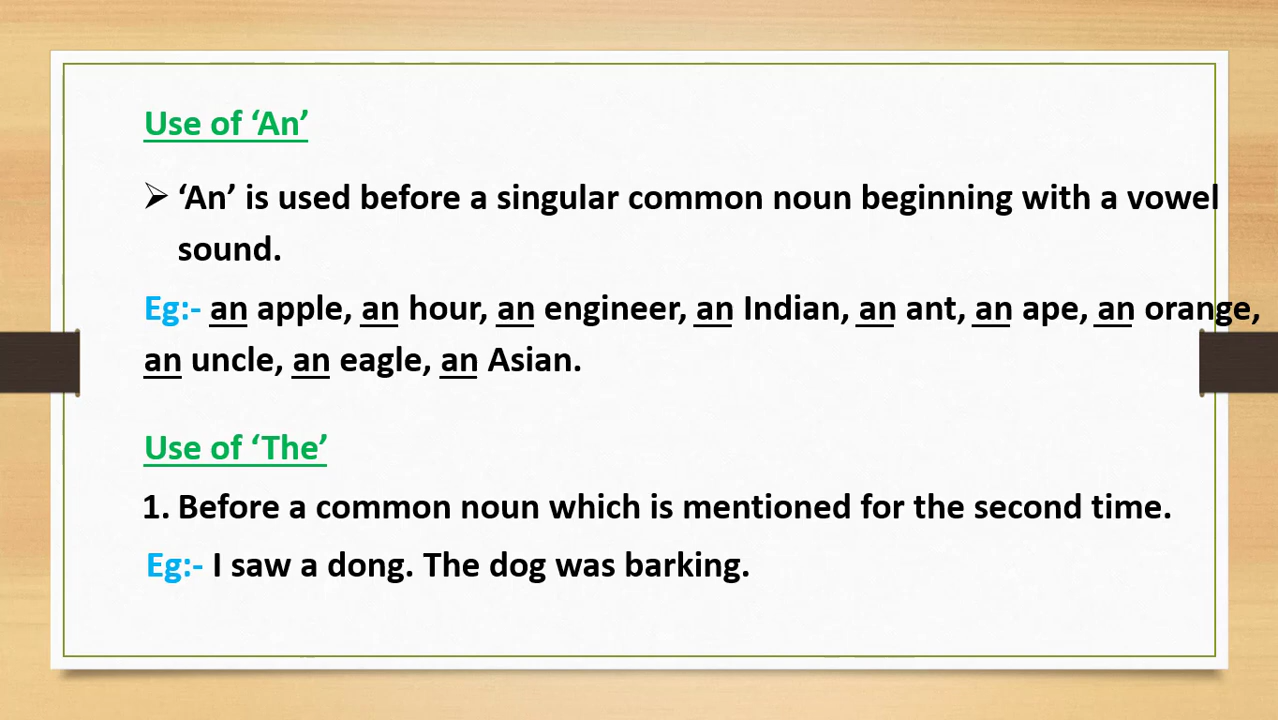 Use of ‘An’
➢ ‘An’ is used before a singular common noun beginning with a vowel
sound.
Eg:- an apple, an hour, an engineer, an Indian, an ant, an ape, an orange,
an uncle, an eagle, an Asian.
Use of ‘The’
1. Before a common noun which is mentioned for the second time.
Eg:- I saw a dong. The dog was barking.